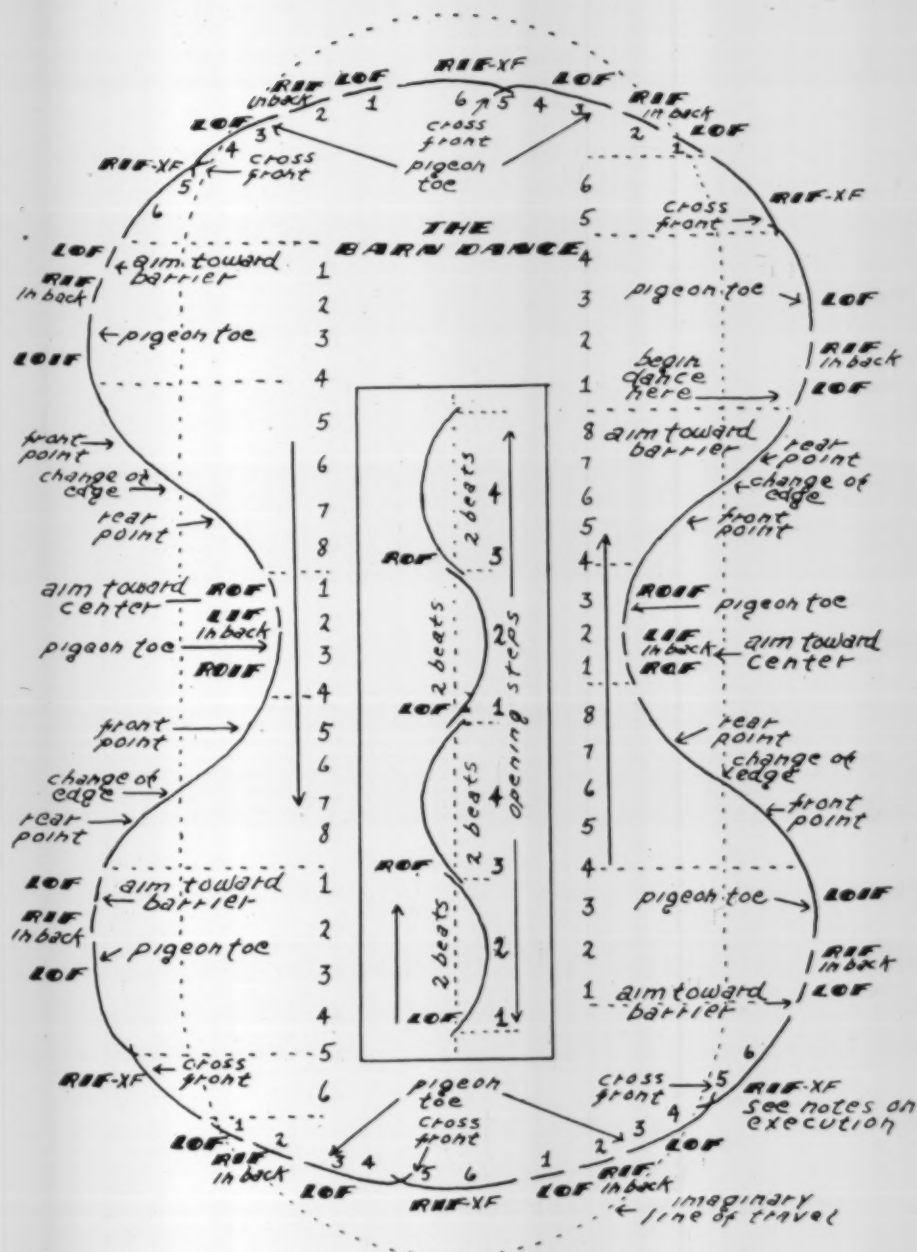 RIF-XF
LOF
RIF
in back
LOF
1
2
3
4
5
6
cross
front
pigeon
toe
LOF
RIF
in back
LOF
1
2
3
4
5
6
RIF-XF
cross
front
THE
BARN DANCE
LOF
RIF
in back
aim toward
barrier
pigeon toe
LOIF
1
2
3
4
5
6
7
8
front
point
change of
edge
rear
point
aim toward
center
ROF
LIF
in back
pigeon toe
ROIF
1
2
3
4
5
6
7
8
front
point
change of
edge
rear
point
LOF
RIF
in back
LOF
aim toward
barrier
pigeon toe
1
2
3
4
5
6
RIF-XF
cross
front
LOF
RIF
in back
LOF
1
2
3
4
5
6
RIF-XF
pigeon
toe
cross
front
LOF
RIF
in back
LOF
1
2
3
4
5
6
cross
front
RIF-XF
see notes on
execution
imaginary
line of travel
aim toward
barrier
LOF
RIF
in back
LOIF
pigeon toe
1
2
3
4
5
6
7
8
front
point
change of
edge
rear
point
ROF
LIF
in back
ROIF
aim toward
center
pigeon toe
1
2
3
4
5
6
7
8
front
point
change of
edge
rear
point
aim toward
barrier
begin
dance
here
LOF
RIF
in back
LOF
pigeon toe
1
2
3
4
5
6
RIF-XF
cross
front
LOF
1
2 beats
2
ROF
3
2 beats
4
LOF
1
2 beats
2
ROF
3
2 beats
4
opening steps